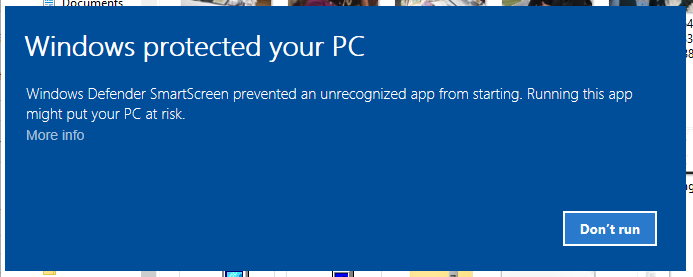 Documents
Windows protected your PC
Windows Defender SmartScreen prevented an unrecognized app from starting. Running this app
might put your PC at risk.
More info
Don't run